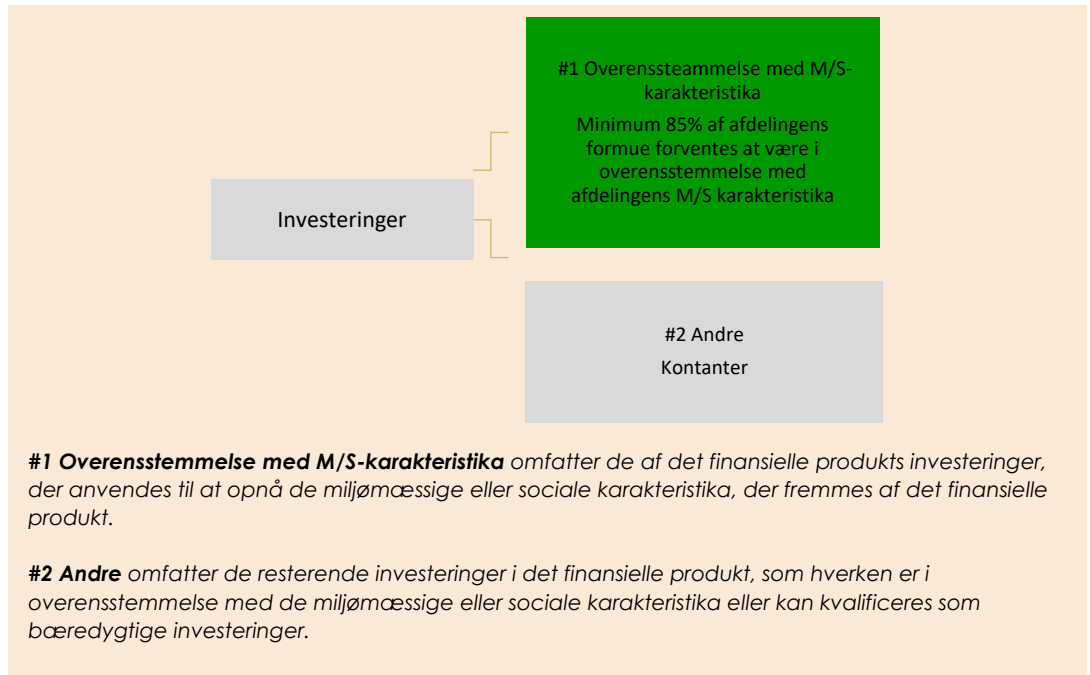 #1 Overenssteammelse med M/S-
karakteristika
Minimum 85% af afdelingens
formue forventes at være i
overensstemmelse med
afdelingens M/S karakteristika
Investeringer
#2 Andre
Kontanter
#1 Overensstemmelse med M/S-karakteristika omfatter de af det finansielle produkts investeringer,
der anvendes til at opnå de miljømæssige eller sociale karakteristika, der fremmes af det finansielle
produkt.
#2 Andre omfatter de resterende investeringer i det finansielle produkt, som hverken er i
overensstemmelse med de miljømæssige eller sociale karakteristika eller kan kvalificeres som
bæredygtige investeringer.